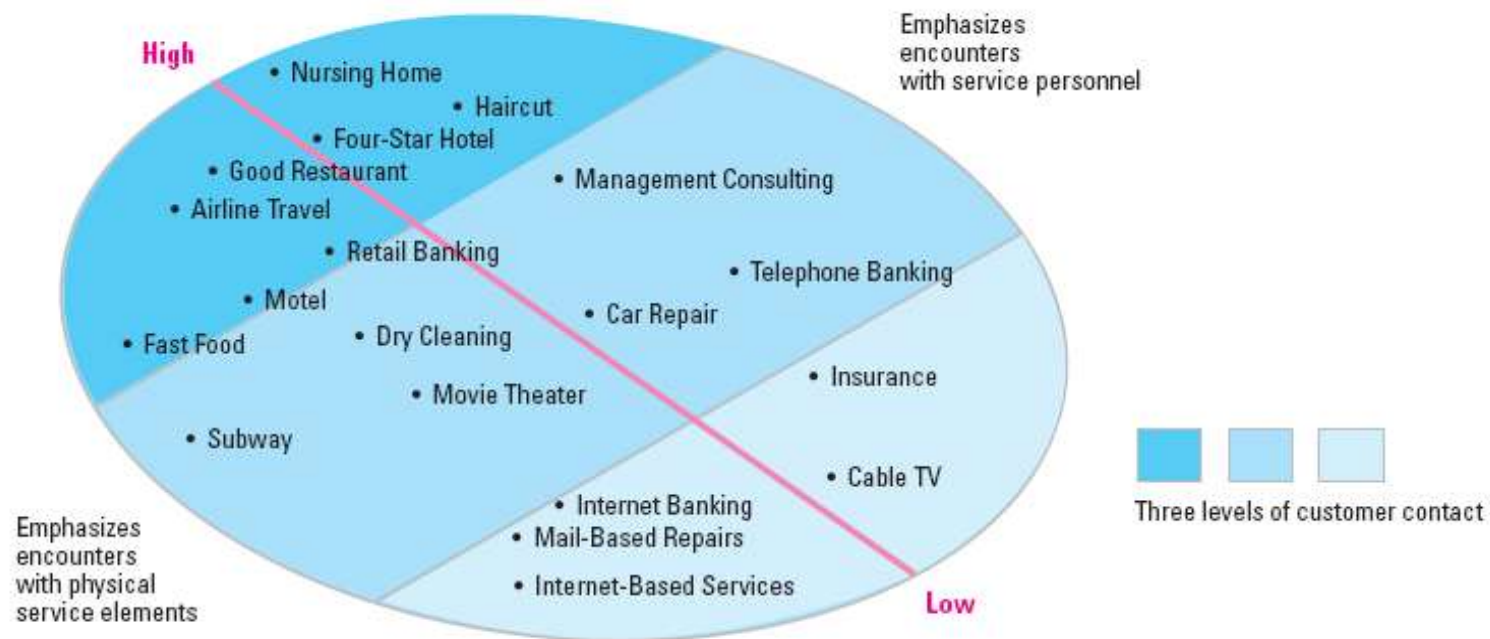 Emphasizes
encounters
with service personnel
High
• Nursing Home
• Haircut
• Four-Star Hotel
• Good Restaurant
• Management Consulting
• Airline Travel
• Retail Banking
• Telephone Banking
• Motel
• Car Repair
• Dry Cleaning
• Fast Food
• Insurance
• Movie Theater
• Subway
• Cable TV
• Internet Banking
• Mail-Based Repairs
• Internet-Based Services
Low
Three levels of customer contact
Emphasizes
encounters
with physical
service elements